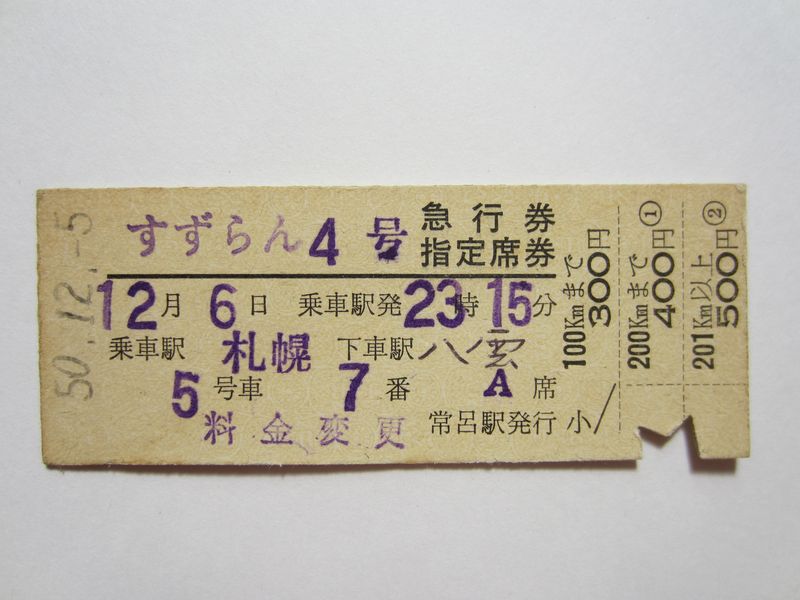 50.12.-5
すずらん4号 急行券
指定席券
12月6日 乗車駅発23時15分
乗車駅 札幌 下車駅 八雲
5号車 7番 A席
料金変更 常呂駅発行 小
100Kmまで
300円
200Kmまで
400円①
201Km以上
500円②